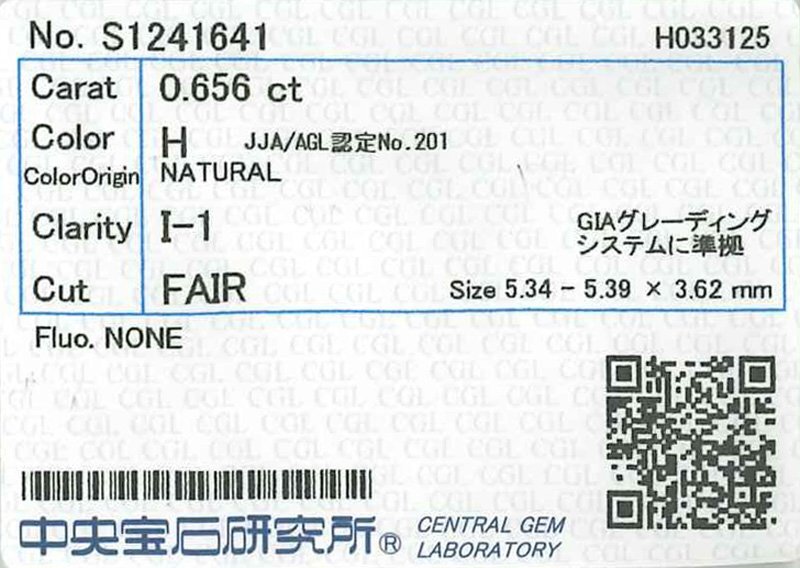 No. S1241641
H033125
Carat 0.656 ct
Color H JJA/AGL認定No.201
ColorOrigin NATURAL
Clarity I-1 GIAグレーディング
システムに準拠
Cut FAIR Size 5.34 - 5.39 × 3.62 mm
Fluo. NONE
中央宝石研究所® CENTRAL GEM
LABORATORY